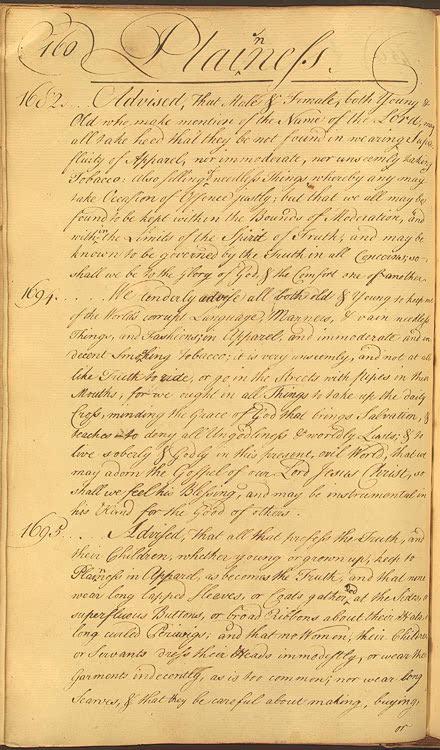 160
Plainness.
1682... Advised, That Male & Female, both Young &
Old who make mention of the Name of the Lord, may
all take heed that they be not found in wearing Super
fluity of Apparel, nor immoderate, nor unseemly taking
Tobacco: Also selling needless Things whereby any may
take Occasion of Offence justly; but that we all may be
found to be kept within the Bounds of Moderation, and
within the Limits of the Spirit of Truth; and may be
known to be governed by the Truth in all Concerns, so
shall we be to the Glory of God, & the Comfort one of another.
1694.... We tenderly advise all both old & Young to keep out
of the World's corrupt Language, Manners, & vain needless
Things, and Fashions, in Apparel, and immoderate and in
decent Smoking Tobacco; it is very unseemly, and not at all
like Truth to ride, or go in the Streets with pipes in their
Mouths, for we ought in all Things to take up the daily
Cross, minding the Grace of God that brings Salvation, &
teaches to deny all Ungodliness & worldly Lusts, & to
live soberly & Godly in this present, evil World, that we
may adorn the Gospel of our Lord Jesus Christ, so
shall we feel his Blessing, and may be instrumental in
his Hand for the Good of others.
1695... Advised, That all that profess the Truth, and
their Children, whether young or grown up, keep to
Plainness in Apparel, as becomes the Truth, and that none
wear long lapped Sleeves, or Coats gathered at the Sides, or
superfluous Buttons, or broad Ribbons about their Hats, or
long curled Perriwigs, and that no Women, their Children
or Servants dress their Heads immodestly, or wear their
Garments indecently, as is too common; nor wear long
Scarves, & that they be careful about making, buying,
or